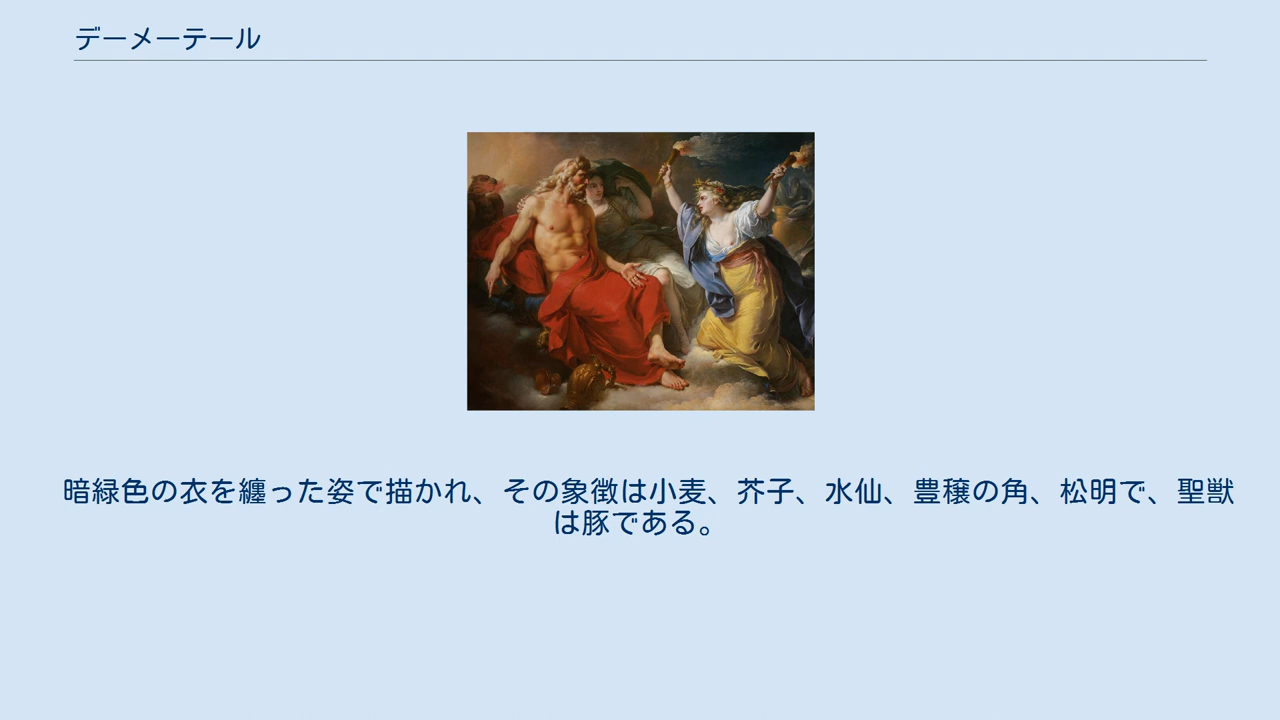 デーメーテール
暗緑色の衣を纏った姿で描かれ、その象徴は小麦、芥子、水仙、豊穣の角、松明で、聖獣
は豚である。